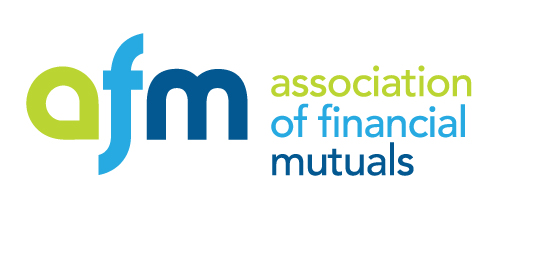 afm
association
of financial
mutuals